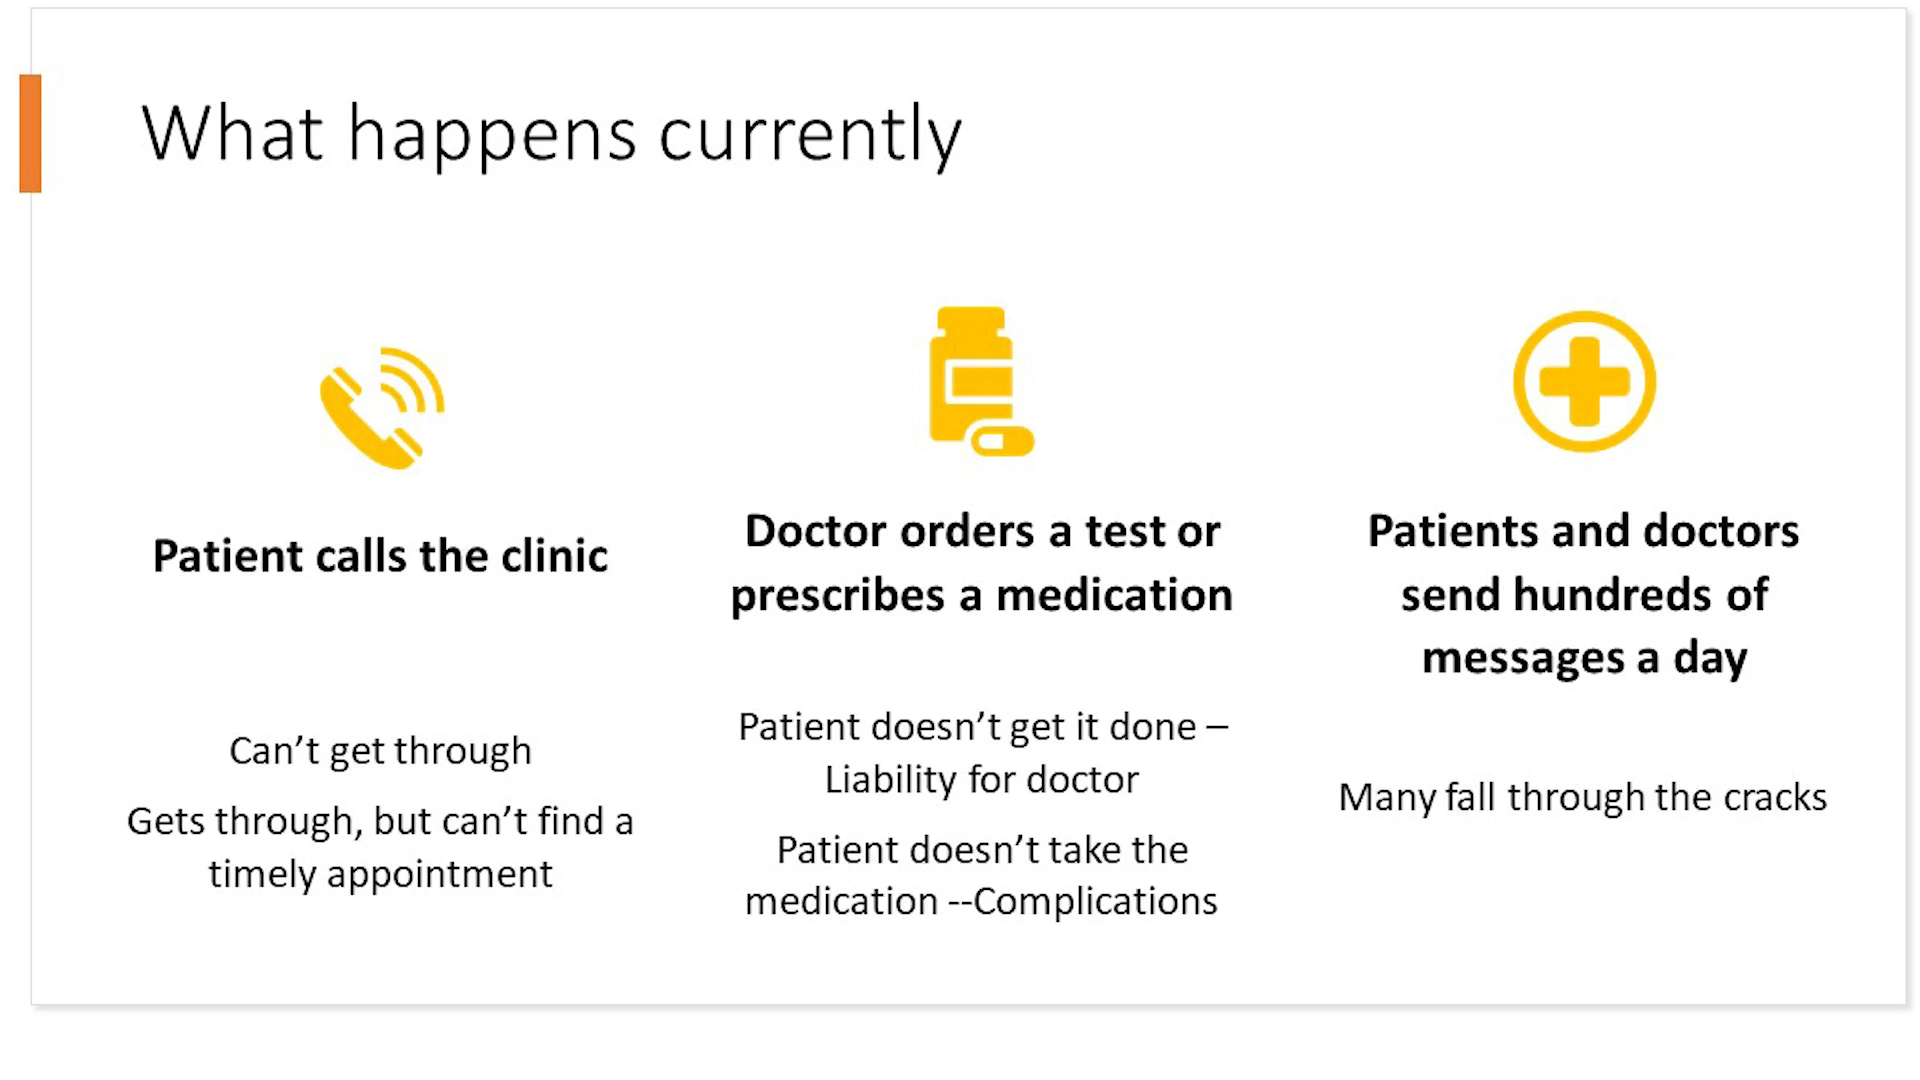 What happens currently
Patient calls the clinic
Can’t get through
Gets through, but can’t find a
timely appointment
Doctor orders a test or
prescribes a medication
Patient doesn’t get it done –
Liability for doctor
Patient doesn’t take the
medication --Complications
Patients and doctors
send hundreds of
messages a day
Many fall through the cracks